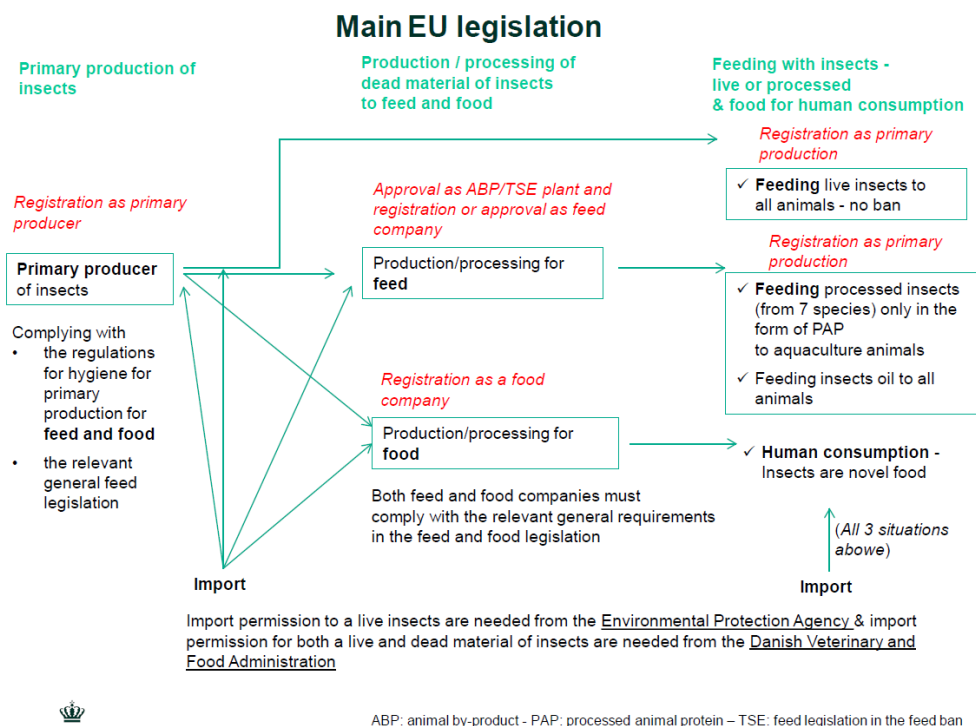 Main EU legislation
Primary production of
insects
Production / processing of
dead material of insects
to feed and food
Feeding with insects -
live or processed
& food for human consumption
Registration as primary
production
✓ Feeding live insects to
all animals - no ban
Registration as primary
producer
Approval as ABP/TSE plant and
registration or approval as feed
company
Registration as primary
production
Primary producer
of insects
Production/processing for
feed
✓ Feeding processed insects
(from 7 species) only in the
form of PAP
to aquaculture animals
✓ Feeding insects oil to all
animals
Complying with
• the regulations
for hygiene for
primary
production for
feed and food
• the relevant
general feed
legislation
Registration as a food
company
Production/processing for
food
✓ Human consumption -
Insects are novel food
Both feed and food companies must
comply with the relevant general requirements
in the feed and food legislation
(All 3 situations
abowe)
Import
Import
Import permission to a live insects are needed from the Environmental Protection Agency & import
permission for both a live and dead material of insects are needed from the Danish Veterinary and
Food Administration
ABP: animal by-product - PAP: processed animal protein – TSE: feed legislation in the feed ban